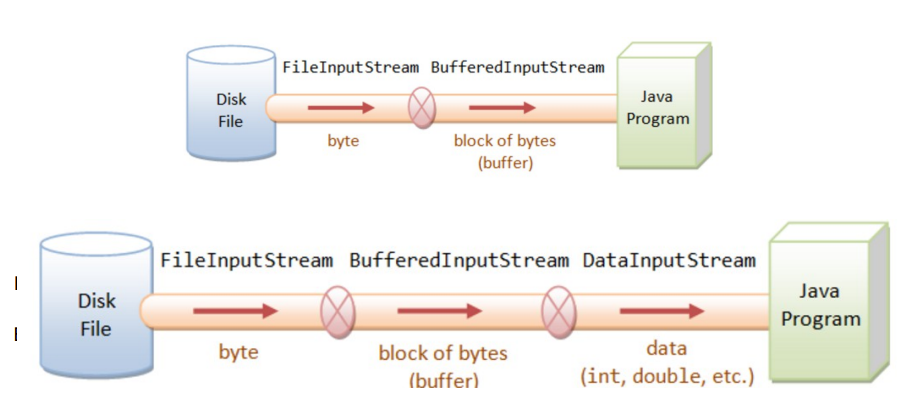 FileInputStream BufferedInputStream
Disk
File
Java
Program
byte
block of bytes
(buffer)
FileInputStream BufferedInputStream DataInputStream
Disk
File
Java
Program
byte
block of bytes
(buffer)
data
(int, double, etc.)